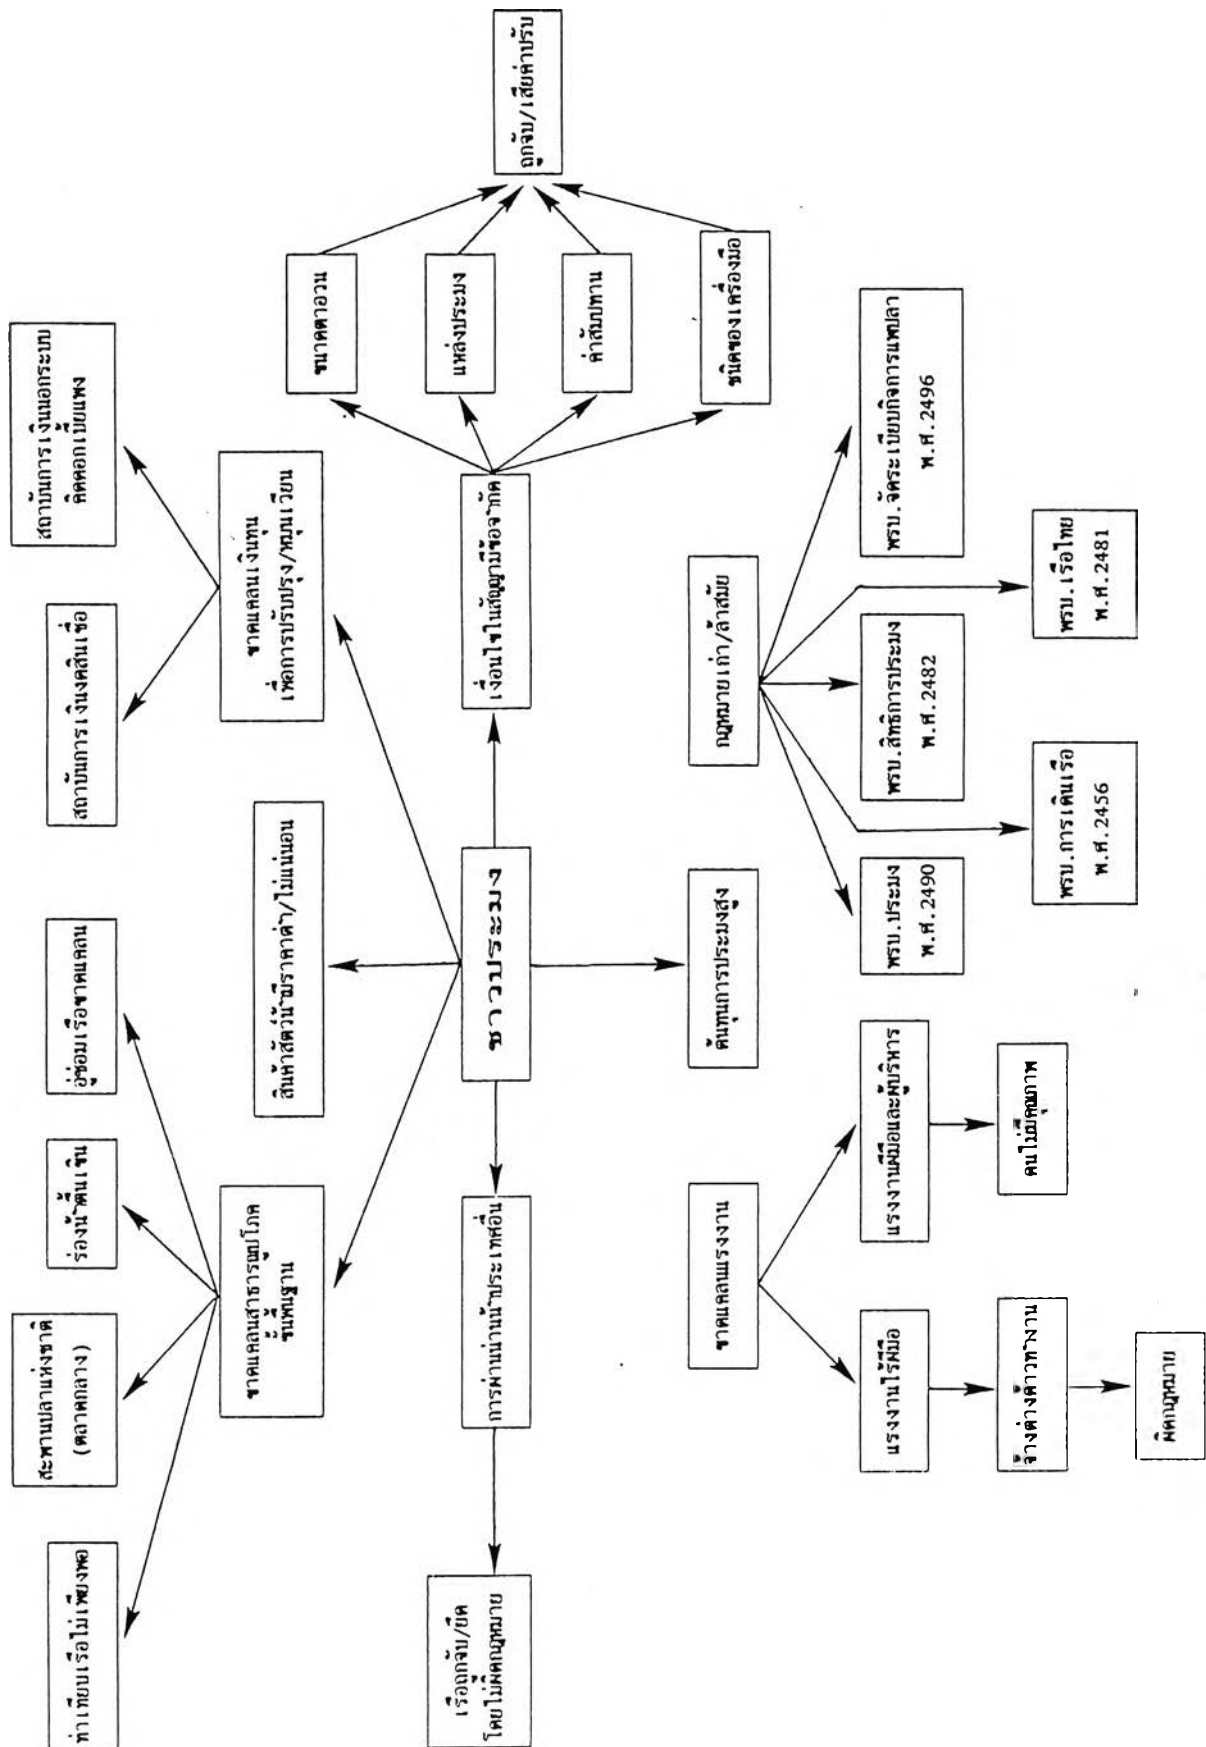 ท่าเทียบเรือไม่เพียงพอ
สะพานปลาแห่งชาติ
(ตลาดกลาง)
ร่องน้ำตื้นเขิน
อู่ซ่อมเรือขาดแคลน
สถาบันการเงินงดสินเชื่อ
สถาบันการเงินนอกระบบ
คิดดอกเบี้ยแพง
ขาดแคลนสาธารณูปโภค
ขั้นพื้นฐาน
สินค้าสัตว์น้ำมีราคาต่ำ/ไม่แน่นอน
ขาดแคลนเงินทุน
เพื่อการปรับปรุง/หมุนเวียน
ขนาดตาอวน
แหล่งประมง
ค่าสัมปทาน
ชนิดของเครื่องมือ
ถูกจับ/เสียค่าปรับ
เรือถูกจับ/ยึด
โดยไม่ผิดกฎหมาย
การผ่านน่านน้ำประเทศอื่น
ชาวประมง
เงื่อนไขในสัญญามีข้อจำกัด
ต้นทุนการประมงสูง
ขาดแคลนแรงงาน
กฎหมายเก่า/ล้าสมัย
แรงงานไร้ฝีมือ
แรงงานฝีมือและผู้บริหาร
พรบ.ประมง
พ.ศ.2490
พรบ.สิทธิการประมง
พ.ศ.2482
พรบ.จัดระเบียบกิจการแพปลา
พ.ศ.2496
จ้างต่างด้าวทำงาน
คนไม่มีคุณภาพ
พรบ.การเดินเรือ
พ.ศ.2456
พรบ.เรือไทย
พ.ศ.2481
ผิดกฎหมาย